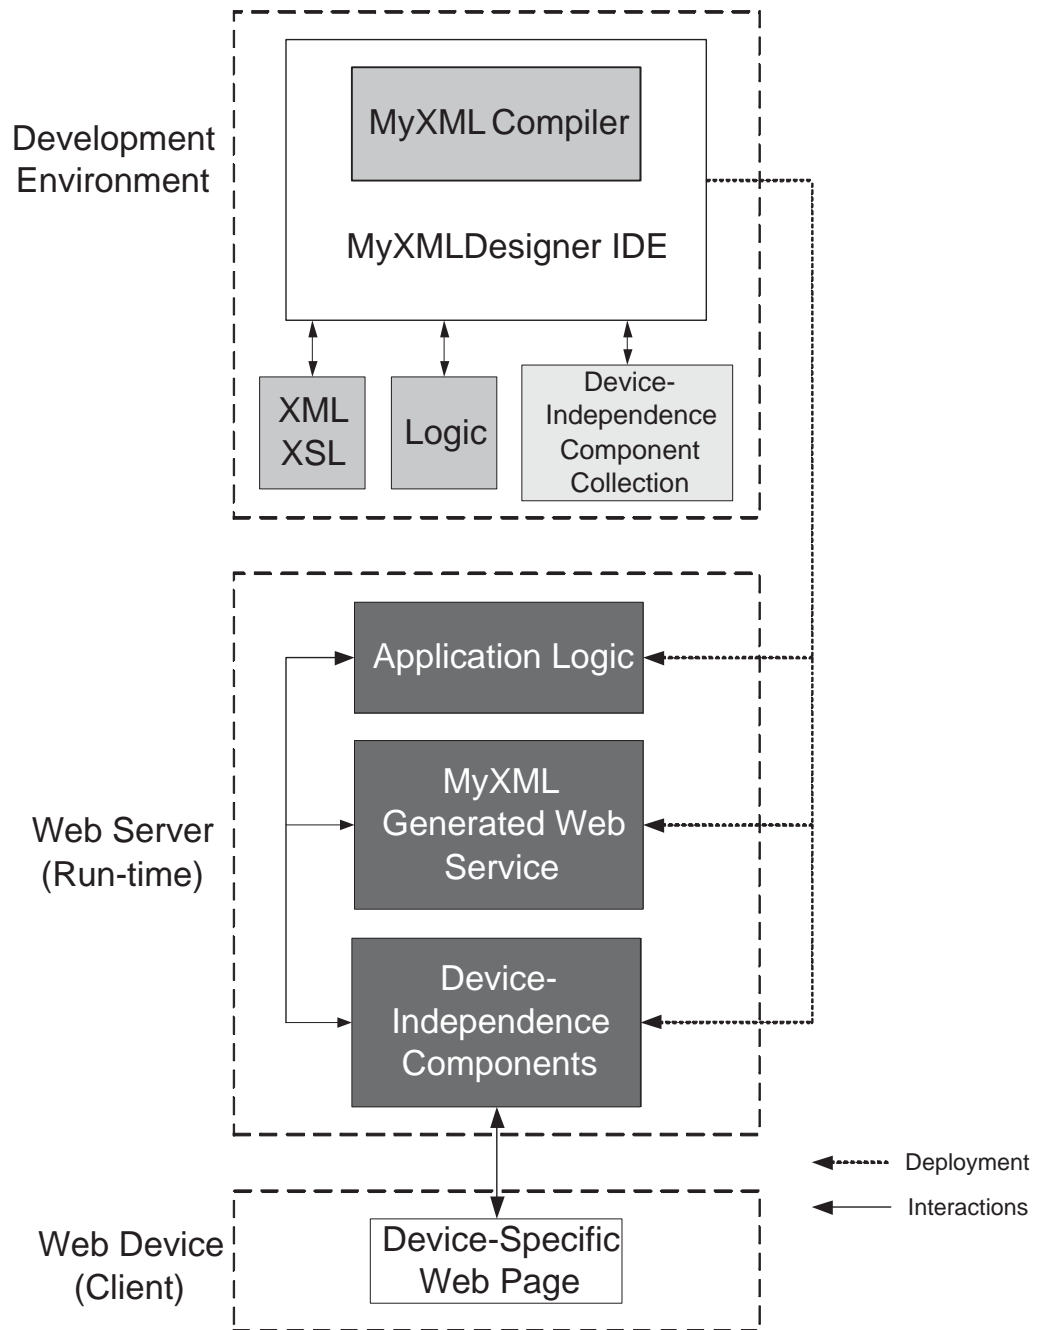 Development
Environment
MyXML Compiler
MyXMLDesigner IDE
XML
XSL
Logic
Device-
Independence
Component
Collection
Web Server
(Run-time)
Application Logic
MyXML
Generated Web
Service
Device-
Independence
Components
Deployment
Interactions
Web Device
(Client)
Device-Specific
Web Page